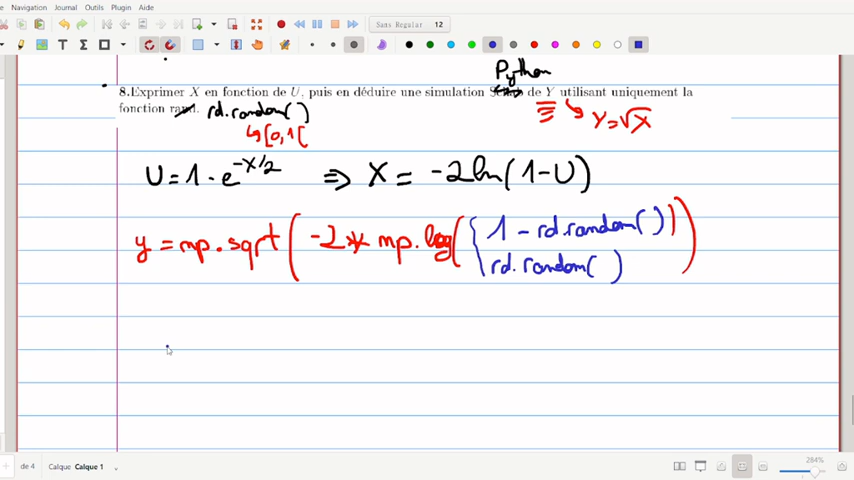 Navigation Journal Outils Plugin Aide
Sans Regular 12
Python
8.Exprimer X en fonction de U, puis en déduire une simulation Scilab de Y utilisant uniquement la
fonction rand. rd.random()
↳ [0,1[
↳ Y=√X
U = 1 - e^{-X/2} ⇒ X = -2ln(1-U)
y = np.sqrt(-2 * np.log({1 - rd.random())
rd.random( ) )
de 4 Calque Calque 1 284%